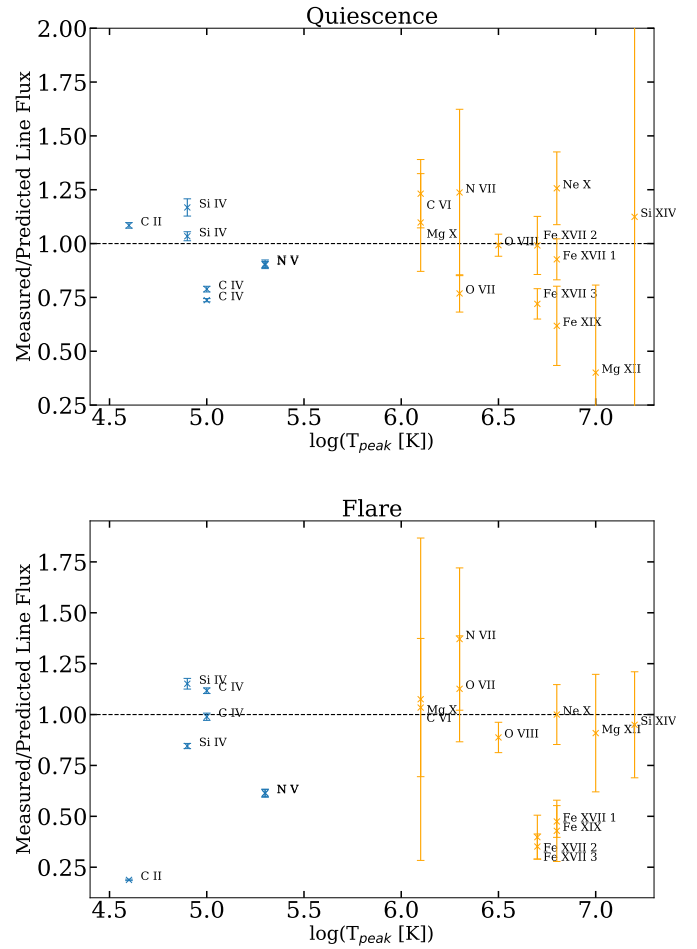 Quiescence
Measured/Predicted Line Flux
2.00
1.75
1.50
1.25
1.00
0.75
0.50
0.25
C II
Si IV
Si IV
C IV
C IV
N V
C VI
Mg X
N VII
O VII
O VIII
Fe XVII 2
Ne X
Fe XVII 1
Fe XVII 3
Fe XIX
Mg XII
Si XIV
4.5 5.0 5.5 6.0 6.5 7.0
log(Tpeak [K])
Flare
Measured/Predicted Line Flux
1.75
1.50
1.25
1.00
0.75
0.50
0.25
C II
Si IV
C IV
C IV
Si IV
N V
Mg X
C VI
N VII
O VII
O VIII
Ne X
Mg XII
Si XIV
Fe XVII 1
Fe XIX
Fe XVII 2
Fe XVII 3
4.5 5.0 5.5 6.0 6.5 7.0
log(Tpeak [K])